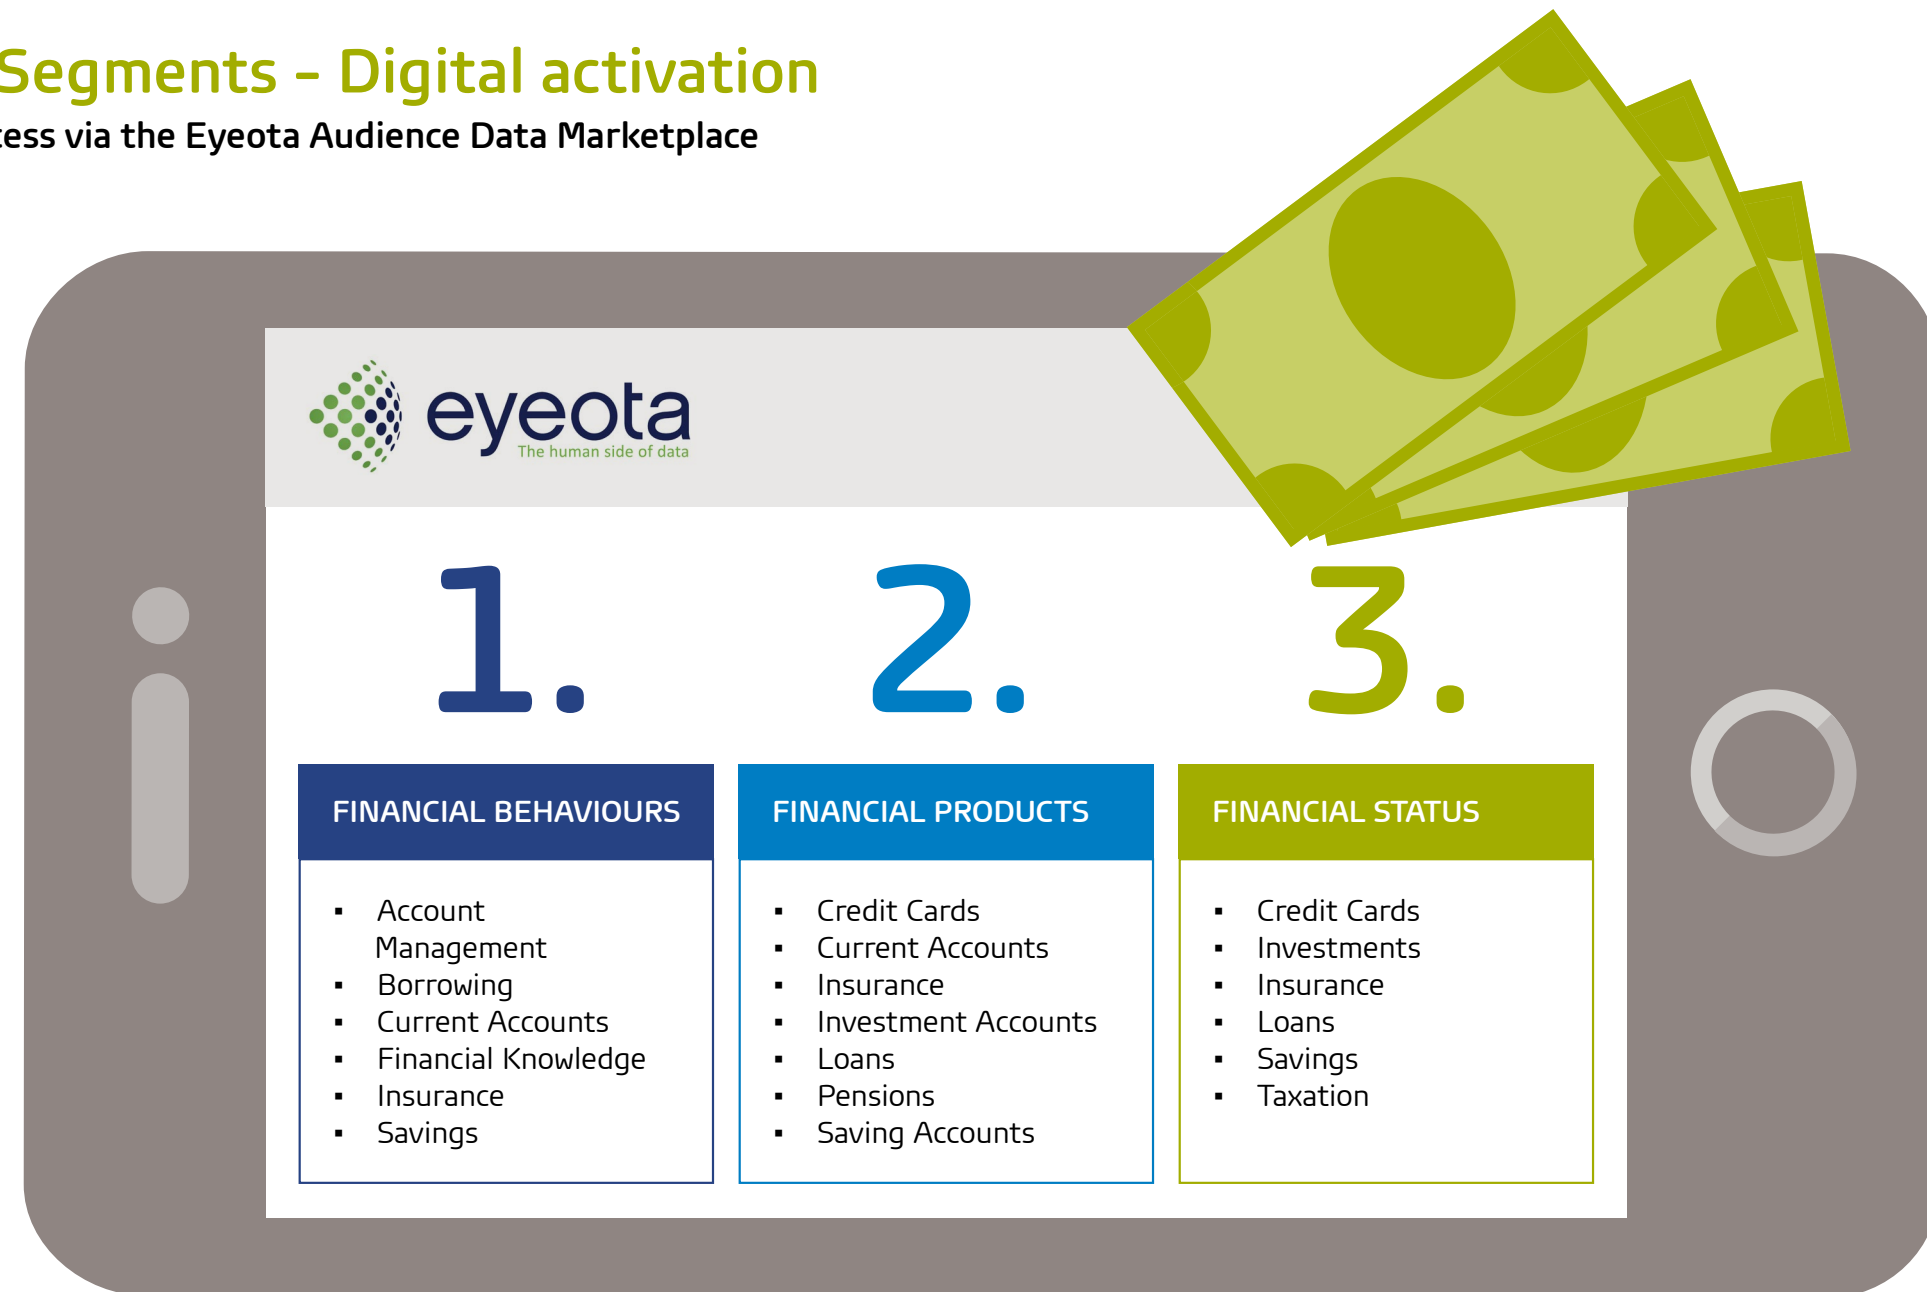 Segments - Digital activation
via the Eyeota Audience Data Marketplace
eyeota
The human side of data
1.
2.
3.
FINANCIAL BEHAVIOURS
▪ Account
Management
▪ Borrowing
▪ Current Accounts
▪ Financial Knowledge
▪ Insurance
▪ Savings
FINANCIAL PRODUCTS
▪ Credit Cards
▪ Current Accounts
▪ Insurance
▪ Investment Accounts
▪ Loans
▪ Pensions
▪ Saving Accounts
FINANCIAL STATUS
▪ Credit Cards
▪ Investments
▪ Insurance
▪ Loans
▪ Savings
▪ Taxation